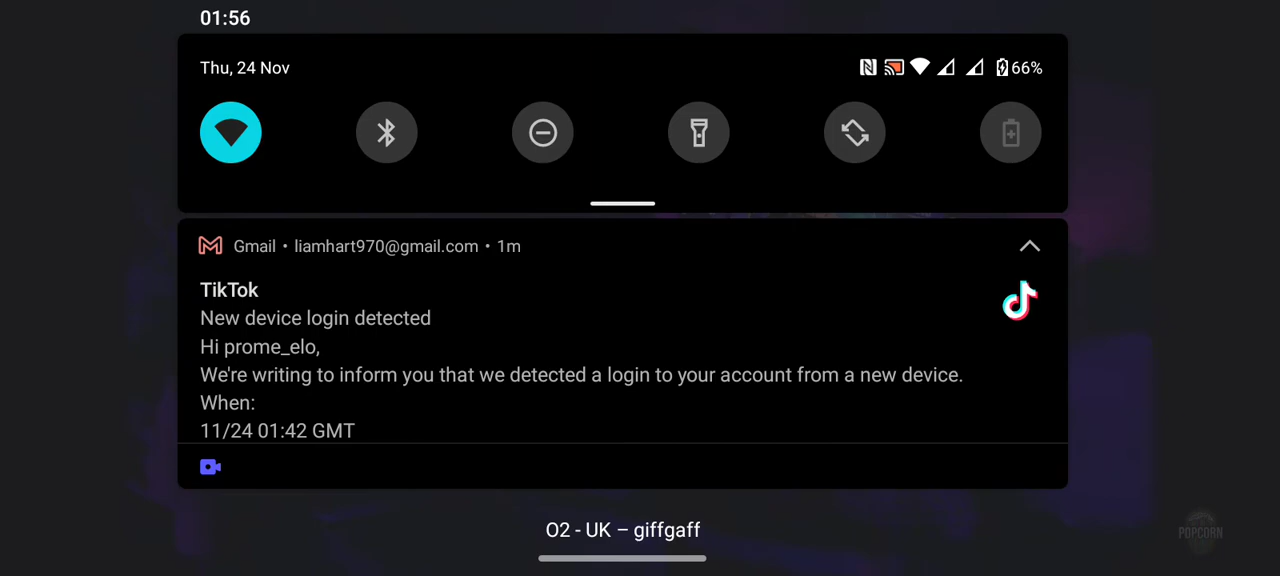 01:56
Thu, 24 Nov
66%
Gmail • liamhart970@gmail.com • 1m
TikTok
New device login detected
Hi prome_elo,
We're writing to inform you that we detected a login to your account from a new device.
When:
11/24 01:42 GMT
O2 - UK – giffgaff
POPCORN